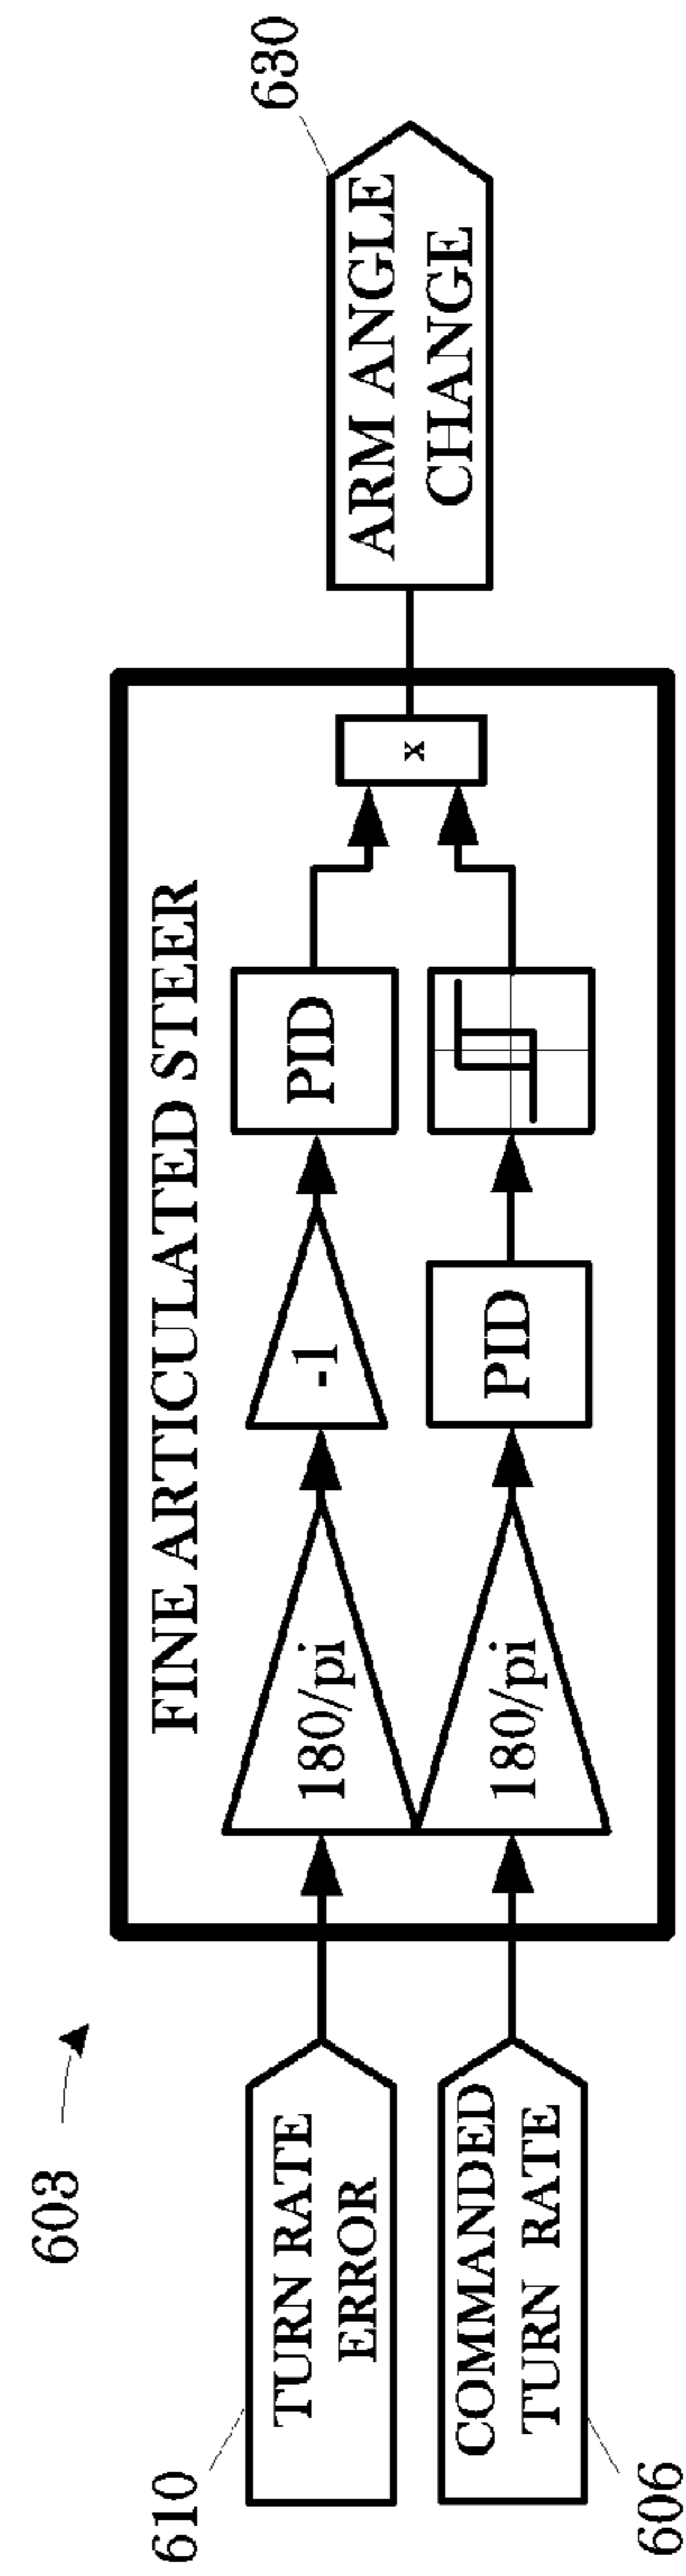 603
FINE ARTICULATED STEER
610
TURN RATE
ERROR
180/pi
-1
PID
606
COMMANDED
TURN RATE
180/pi
PID
x
630
ARM ANGLE
CHANGE